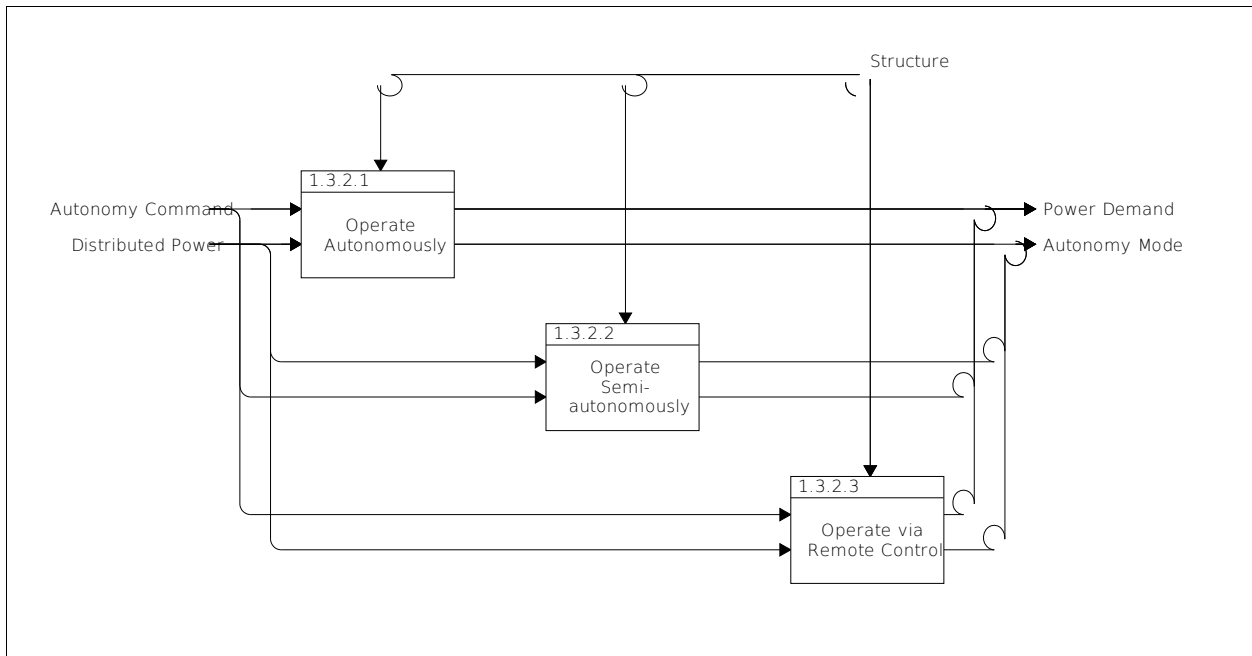 Structure
1.3.2.1
Autonomy Command
Operate
Autonomously
Power Demand
Distributed Power
Autonomy Mode
1.3.2.2
Operate
Semi-
autonomously
1.3.2.3
Operate via
Remote Control